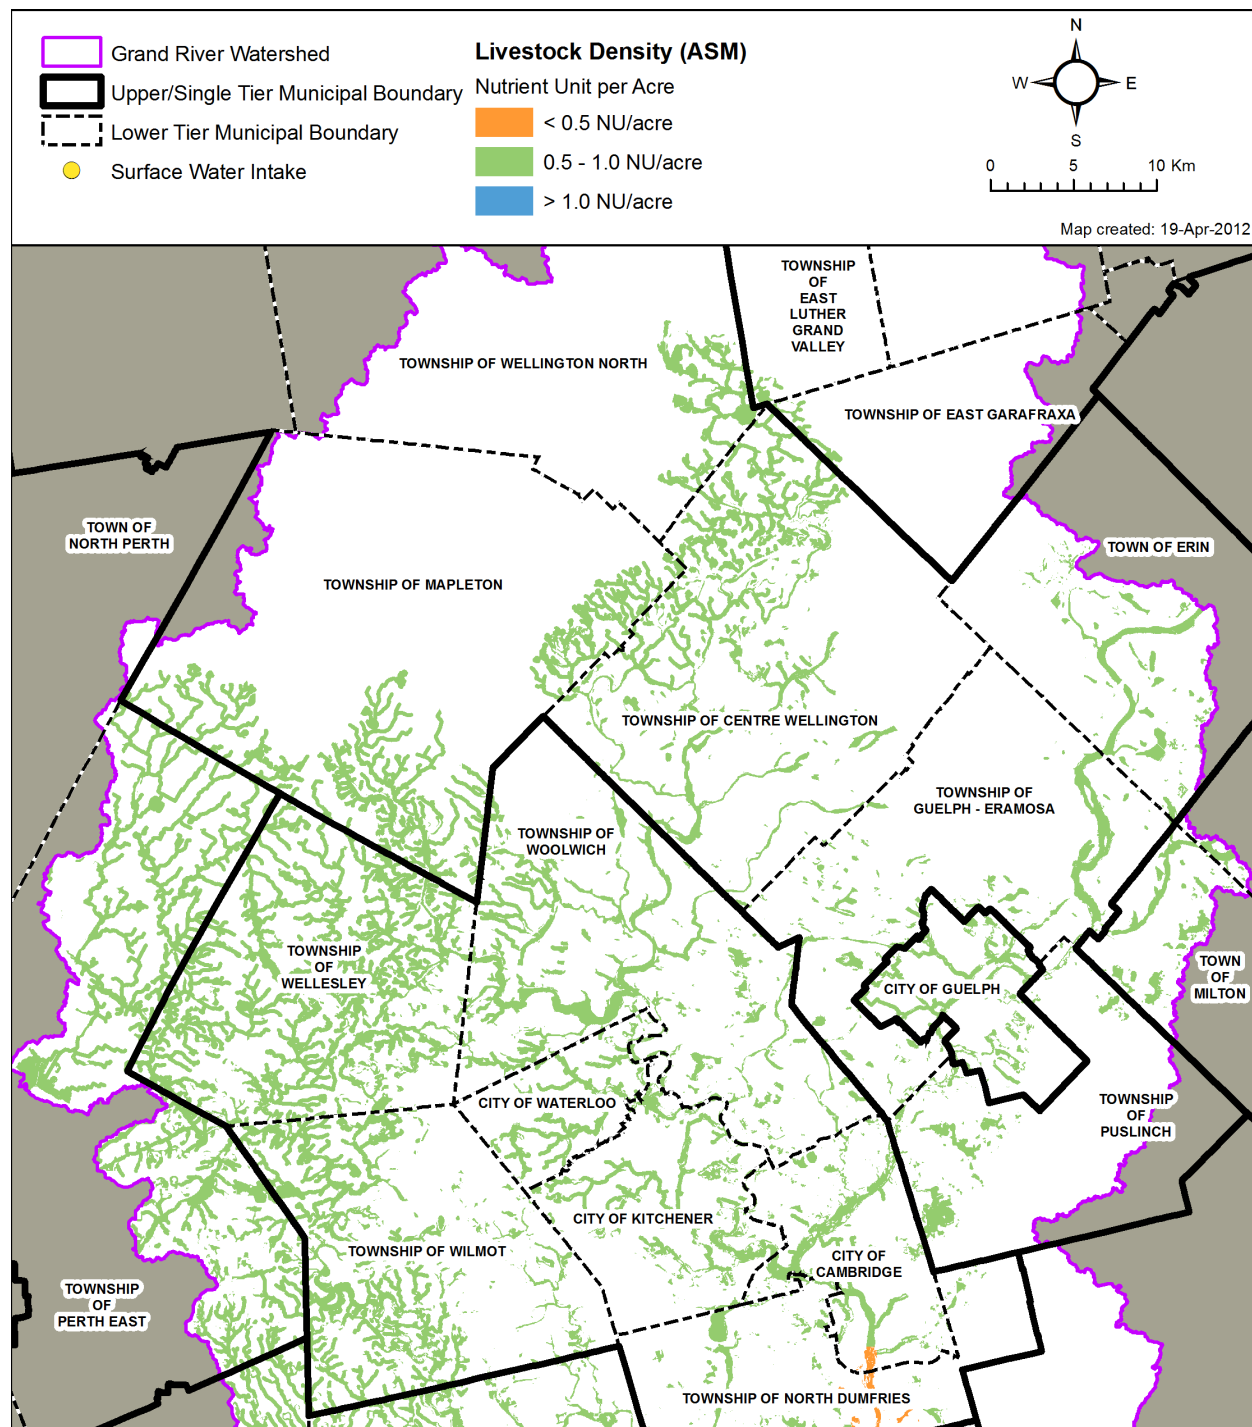 Grand River Watershed
Upper/Single Tier Municipal Boundary
Lower Tier Municipal Boundary
Surface Water Intake
Livestock Density (ASM)
Nutrient Unit per Acre
< 0.5 NU/acre
0.5 - 1.0 NU/acre
> 1.0 NU/acre
N
W
E
S
0 5 10 Km
Map created: 19-Apr-2012
TOWNSHIP
OF
EAST
LUTHER
GRAND
VALLEY
TOWNSHIP OF WELLINGTON NORTH
TOWNSHIP OF EAST GARAFRAXA
TOWN OF
NORTH PERTH
TOWN OF ERIN
TOWNSHIP OF MAPLETON
TOWNSHIP OF CENTRE WELLINGTON
TOWNSHIP OF
GUELPH - ERAMOSA
TOWNSHIP OF
WOOLWICH
TOWNSHIP
OF
WELLESLEY
CITY OF GUELPH
TOWN
OF
MILTON
CITY OF WATERLOO
TOWNSHIP
OF
PUSLINCH
CITY OF KITCHENER
TOWNSHIP OF WILMOT
CITY OF
CAMBRIDGE
TOWNSHIP
OF
PERTH EAST
TOWNSHIP OF NORTH DUMFRIES